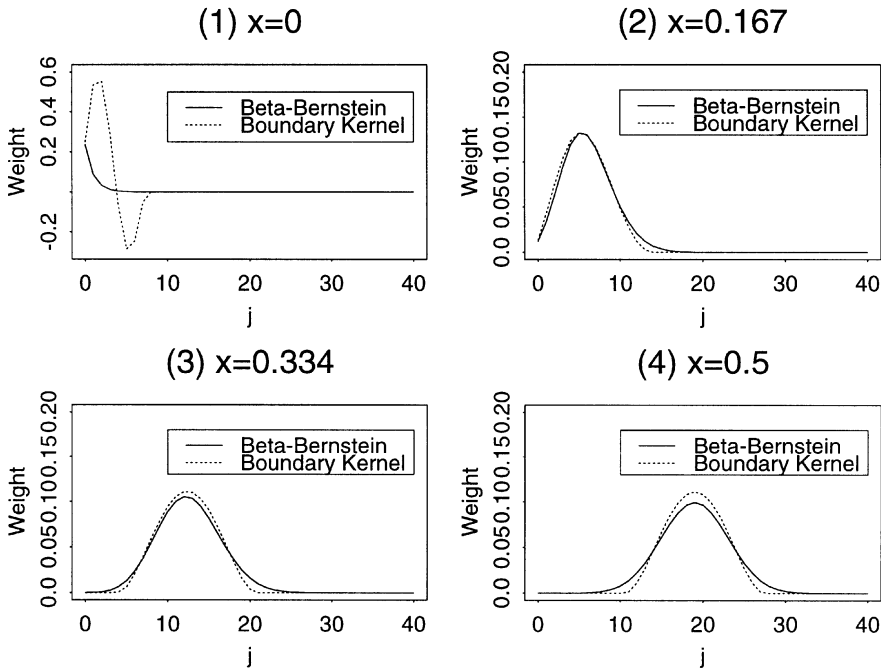 (1) x=0
Weight
-0.2 0.2 0.4 0.6
Beta-Bernstein
Boundary Kernel
0 10 20 30 40
j
(2) x=0.167
Weight
0.0 0.05 0.10 0.15 0.20
Beta-Bernstein
Boundary Kernel
0 10 20 30 40
j
(3) x=0.334
Weight
0.0 0.05 0.10 0.15 0.20
Beta-Bernstein
Boundary Kernel
0 10 20 30 40
j
(4) x=0.5
Weight
0.0 0.05 0.10 0.15 0.20
Beta-Bernstein
Boundary Kernel
0 10 20 30 40
j